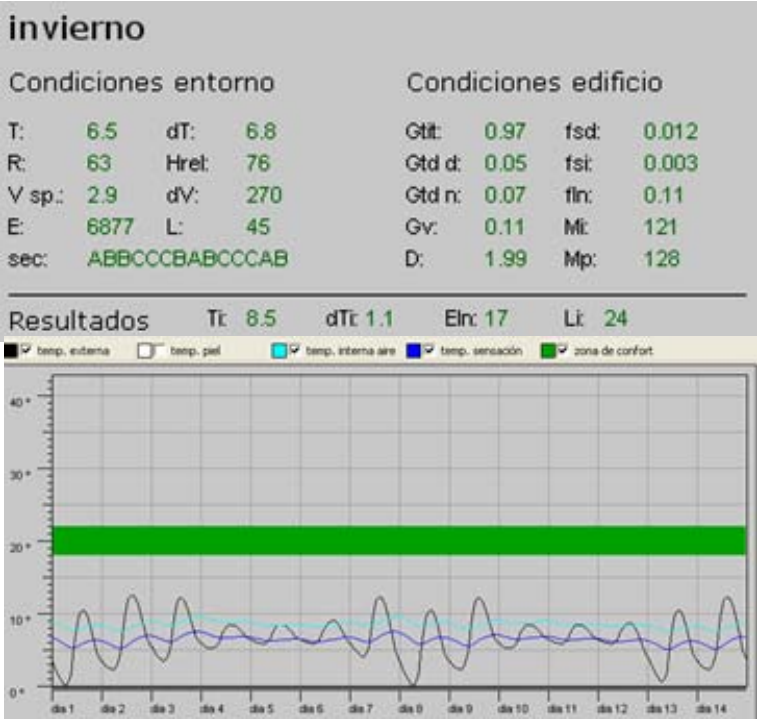 invierno
Condiciones entorno Condiciones edificio
T: 6.5 dT: 6.8 Gtit: 0.97 fsd: 0.012
R: 63 Hrel: 76 Gtd d: 0.05 fsi: 0.003
V sp.: 2.9 dV: 270 Gtd n: 0.07 fln: 0.11
E: 6877 L: 45 Gv: 0.11 Mi: 121
sec: ABBCCCBABCCCAB D: 1.99 Mp: 128
Resultados Ti: 8.5 dTi: 1.1 Eln: 17 Li: 24
temp. externa temp. piel temp. interna aire temp. sensación zona de confort
40°
30°
20°
10°
0°
dia 1 dia 2 dia 3 dia 4 dia 5 dia 6 dia 7 dia 8 dia 9 dia 10 dia 11 dia 12 dia 13 dia 14